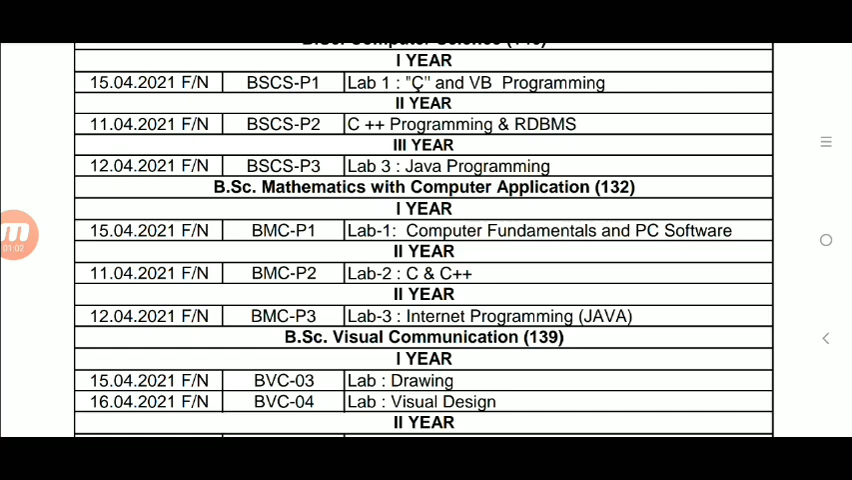 B.Sc. Computer Science (140)
I YEAR
15.04.2021 F/N BSCS-P1 Lab 1 : "Ç" and VB Programming
II YEAR
11.04.2021 F/N BSCS-P2 C ++ Programming & RDBMS
III YEAR
12.04.2021 F/N BSCS-P3 Lab 3 : Java Programming
B.Sc. Mathematics with Computer Application (132)
I YEAR
15.04.2021 F/N BMC-P1 Lab-1: Computer Fundamentals and PC Software
II YEAR
11.04.2021 F/N BMC-P2 Lab-2 : C & C++
II YEAR
12.04.2021 F/N BMC-P3 Lab-3 : Internet Programming (JAVA)
B.Sc. Visual Communication (139)
I YEAR
15.04.2021 F/N BVC-03 Lab : Drawing
16.04.2021 F/N BVC-04 Lab : Visual Design
II YEAR
01:02